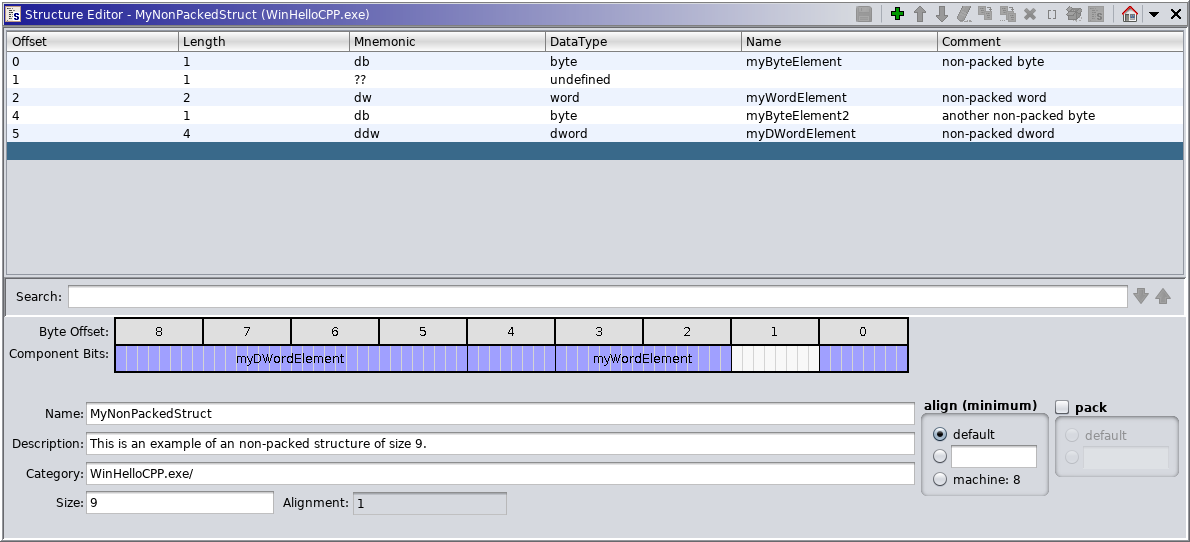 Structure Editor - MyNonPackedStruct (WinHelloCPP.exe)
Offset Length Mnemonic DataType Name Comment
0 1 db byte myByteElement non-packed byte
1 1 ?? undefined
2 2 dw word myWordElement non-packed word
4 1 db byte myByteElement2 another non-packed byte
5 4 ddw dword myDWordElement non-packed dword
Search:
Byte Offset: 8 7 6 5 4 3 2 1 0
Component Bits: myDWordElement myWordElement
Name: MyNonPackedStruct
Description: This is an example of an non-packed structure of size 9.
Category: WinHelloCPP.exe/
Size: 9 Alignment: 1
align (minimum)
default
machine: 8
pack
default